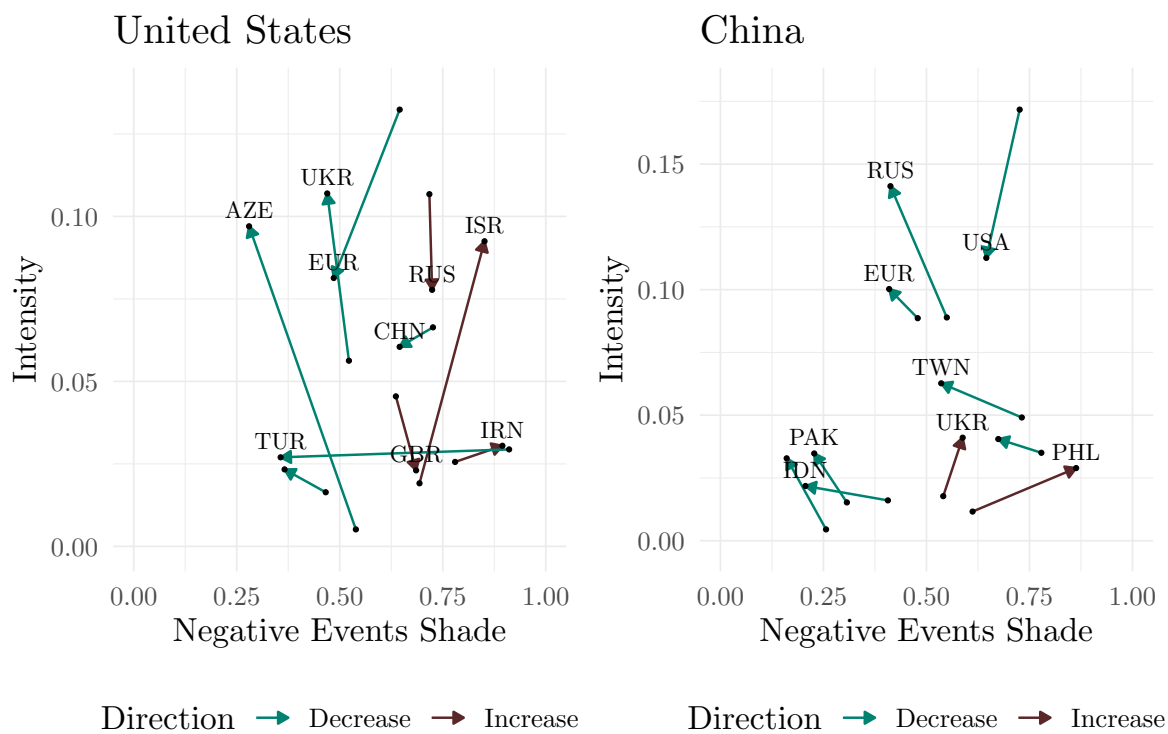 United States
China
Intensity
0.10
0.05
0.00
UKR
AZE
ISR
EUR
RUS
CHN
TUR
GBR
IRN
0.00 0.25 0.50 0.75 1.00
Negative Events Shade
Direction Decrease Increase
Intensity
0.15
0.10
0.05
0.00
RUS
USA
EUR
TWN
UKR
PAK
PHL
IDN
0.00 0.25 0.50 0.75 1.00
Negative Events Shade
Direction Decrease Increase